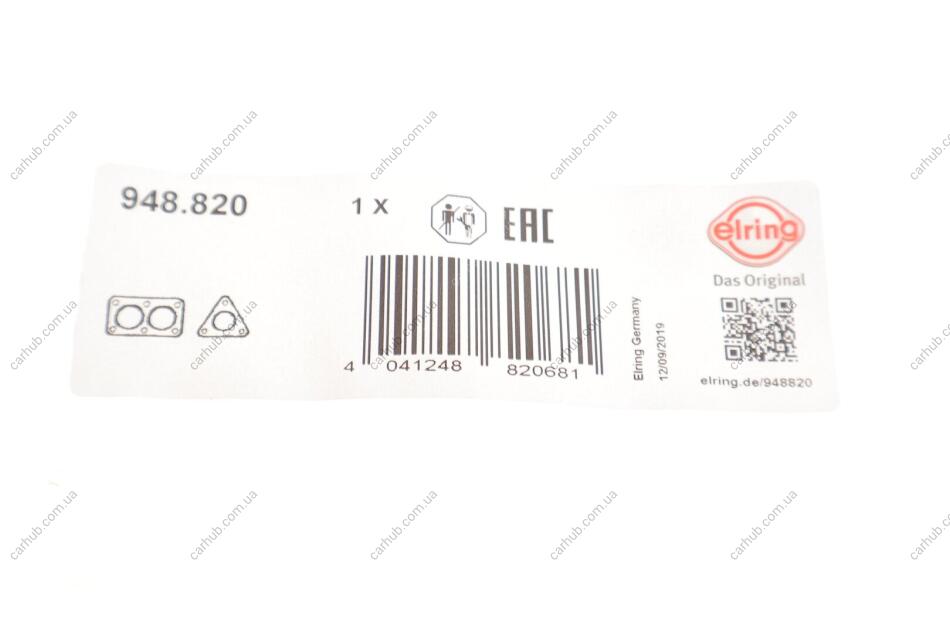 948.820
1 X
EAC
elring
Das Original
4 041248 820681
Elring Germany
12/09/2019
elring.de/948820
carhub.com.ua